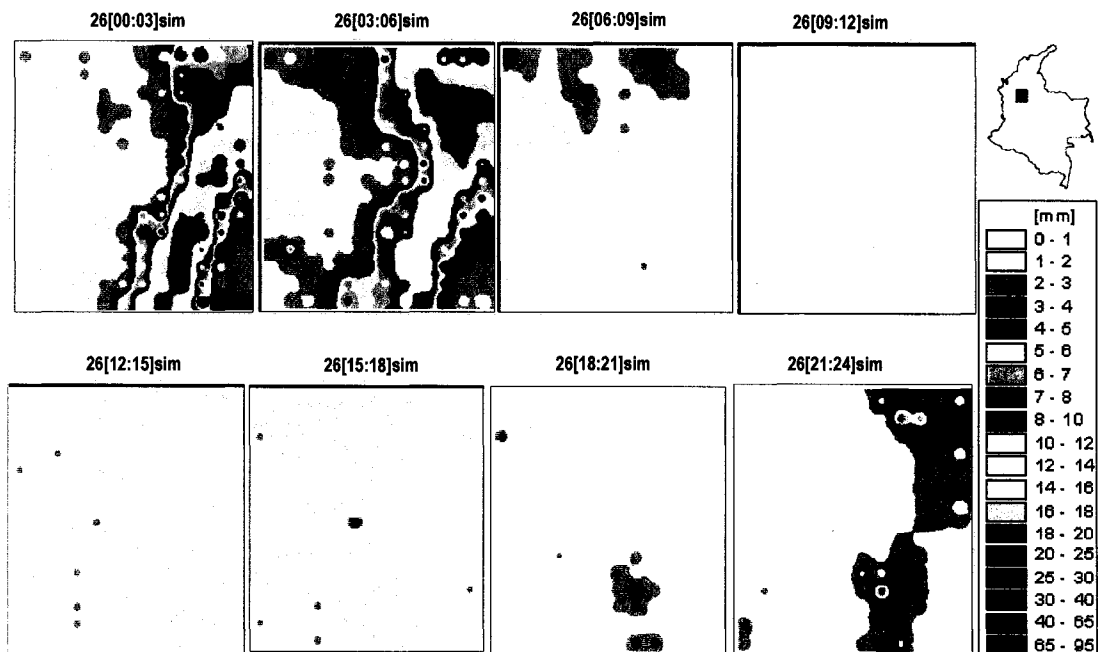 26[00:03]sim
26[03:06]sim
26[06:09]sim
26[09:12]sim
26[12:15]sim
26[15:18]sim
26[18:21]sim
26[21:24]sim
[mm]
0 - 1
1 - 2
2 - 3
3 - 4
4 - 5
5 - 6
6 - 7
7 - 8
8 - 10
10 - 12
12 - 14
14 - 16
16 - 18
18 - 20
20 - 25
25 - 30
30 - 40
40 - 65
65 - 95